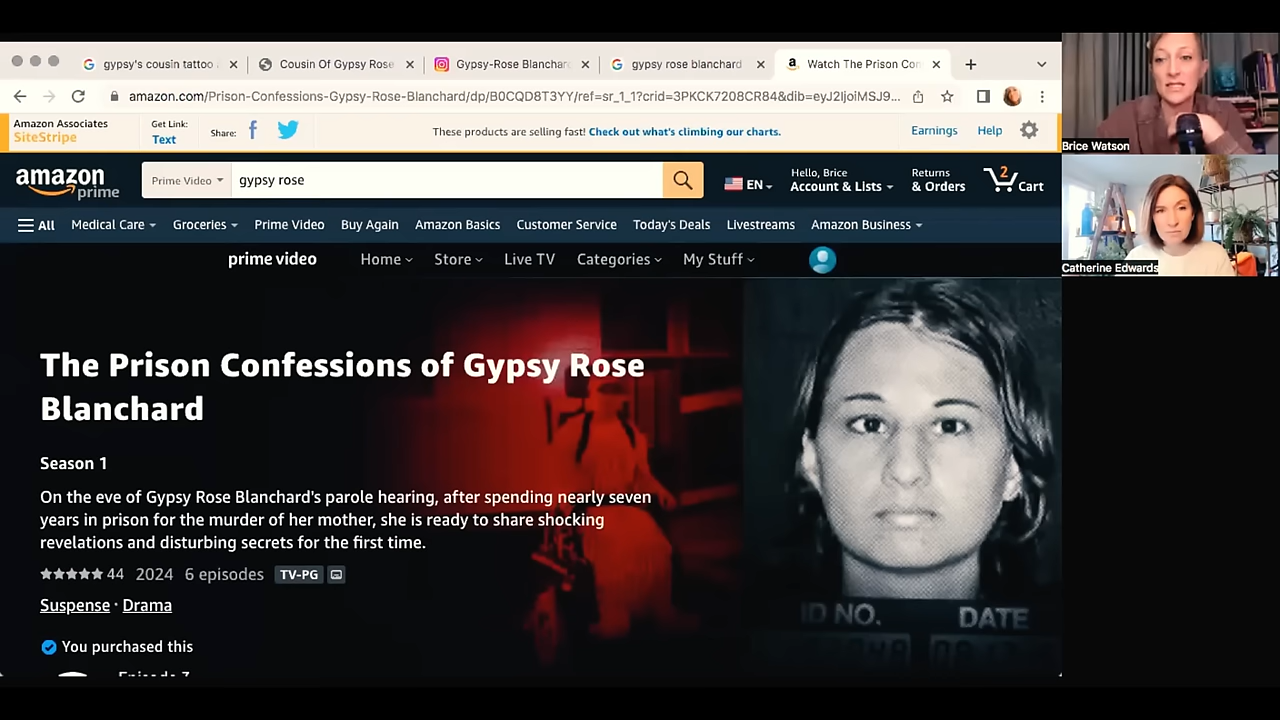 gypsy's cousin tattoo
Cousin Of Gypsy Rose
Gypsy-Rose Blanchard
gypsy rose blanchard
Watch The Prison Con
amazon.com/Prison-Confessions-Gypsy-Rose-Blanchard/dp/B0CQD8T3YY/ref=sr_1_1?crid=3PKCK7208CR84&dib=eyJ2IjoiMSJ9...
Amazon Associates
SiteStripe
Get Link:
Text
Share:
These products are selling fast! Check out what's climbing our charts.
Earnings
Help
amazon
prime
Prime Video
gypsy rose
EN
Hello, Brice
Account & Lists
Returns
& Orders
2
Cart
All
Medical Care
Groceries
Prime Video
Buy Again
Amazon Basics
Customer Service
Today's Deals
Livestreams
Amazon Business
prime video
Home
Store
Live TV
Categories
My Stuff
The Prison Confessions of Gypsy Rose
Blanchard
Season 1
On the eve of Gypsy Rose Blanchard's parole hearing, after spending nearly seven
years in prison for the murder of her mother, she is ready to share shocking
revelations and disturbing secrets for the first time.
44 2024 6 episodes TV-PG
Suspense · Drama
You purchased this
ID NO. DATE
Brice Watson
Catherine Edwards